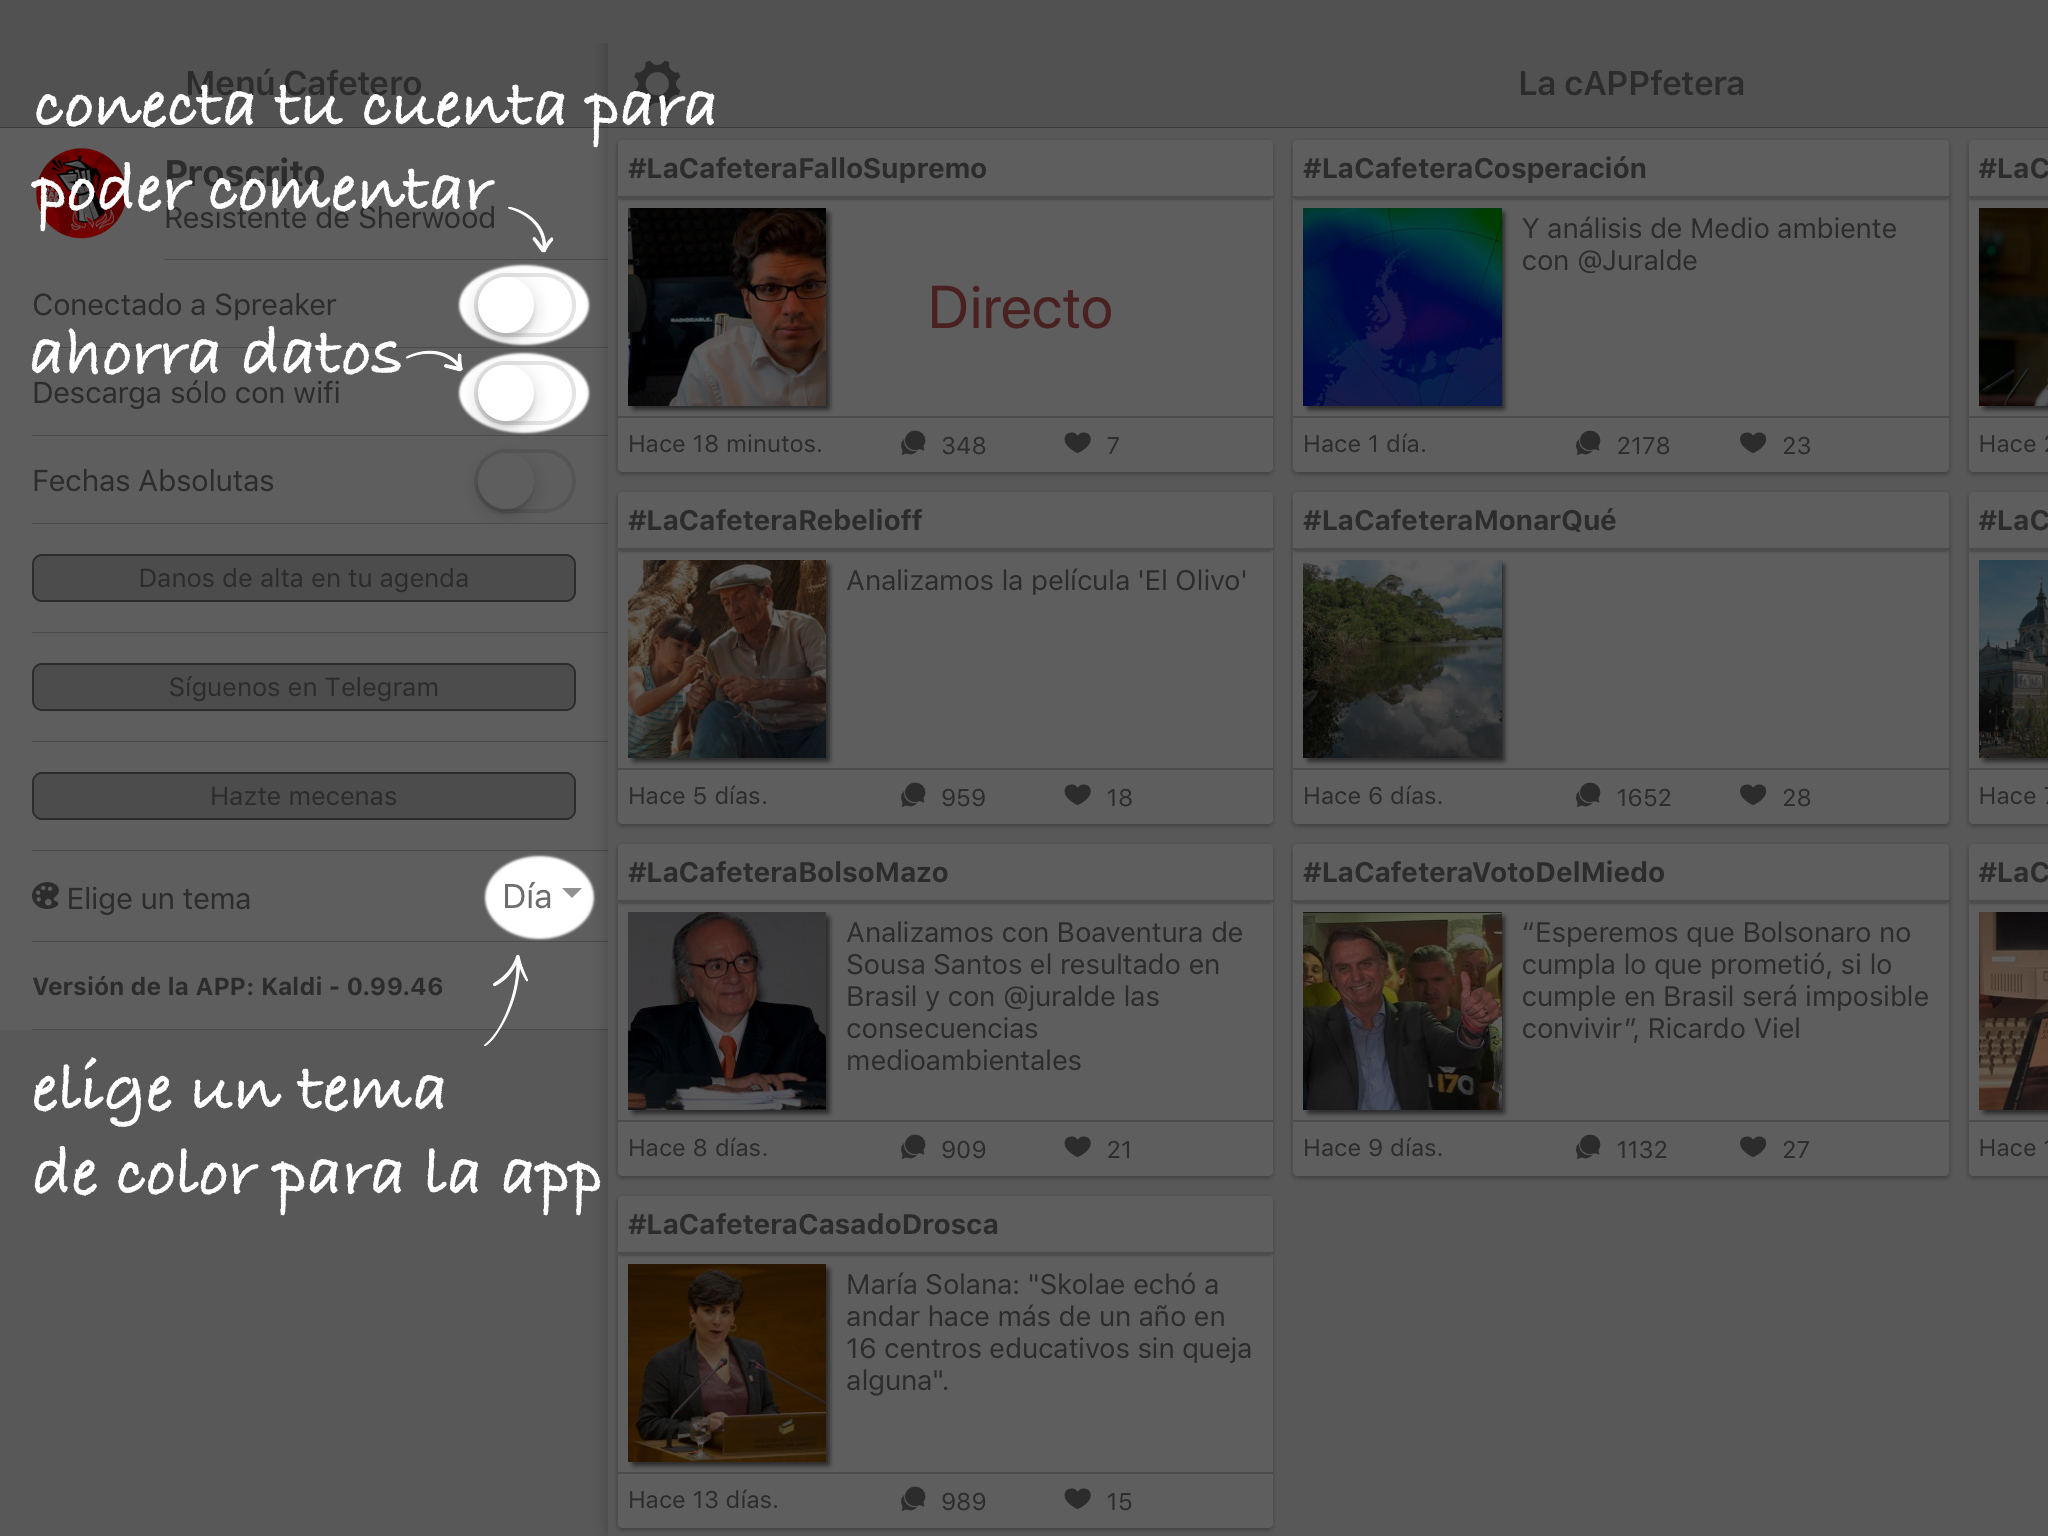 Menú Cafetero
conecta tu cuenta para
poder comentar
Proscrito
Resistente de Sherwood
Conectado a Spreaker
ahorra datos
Descarga sólo con wifi
Fechas Absolutas
Danos de alta en tu agenda
Síguenos en Telegram
Hazte mecenas
Elige un tema
Día
Versión de la APP: Kaldi - 0.99.46
elige un tema
de color para la app
La cAPPfetera
#LaCafeteraFalloSupremo
Directo
Hace 18 minutos. 348 7
#LaCafeteraCosperación
Y análisis de Medio ambiente
con @Juralde
Hace 1 día. 2178 23
#LaC
Hace 2
#LaCafeteraRebelioff
Analizamos la película 'El Olivo'
Hace 5 días. 959 18
#LaCafeteraMonarQué
Hace 6 días. 1652 28
#LaC
Hace 7
#LaCafeteraBolsoMazo
Analizamos con Boaventura de
Sousa Santos el resultado en
Brasil y con @juralde las
consecuencias
medioambientales
Hace 8 días. 909 21
#LaCafeteraVotoDelMiedo
“Esperemos que Bolsonaro no
cumpla lo que prometió, si lo
cumple en Brasil será imposible
convivir”, Ricardo Viel
170
Hace 9 días. 1132 27
#LaC
Hace 1
#LaCafeteraCasadoDrosca
María Solana: "Skolae echó a
andar hace más de un año en
16 centros educativos sin queja
alguna".
Hace 13 días. 989 15